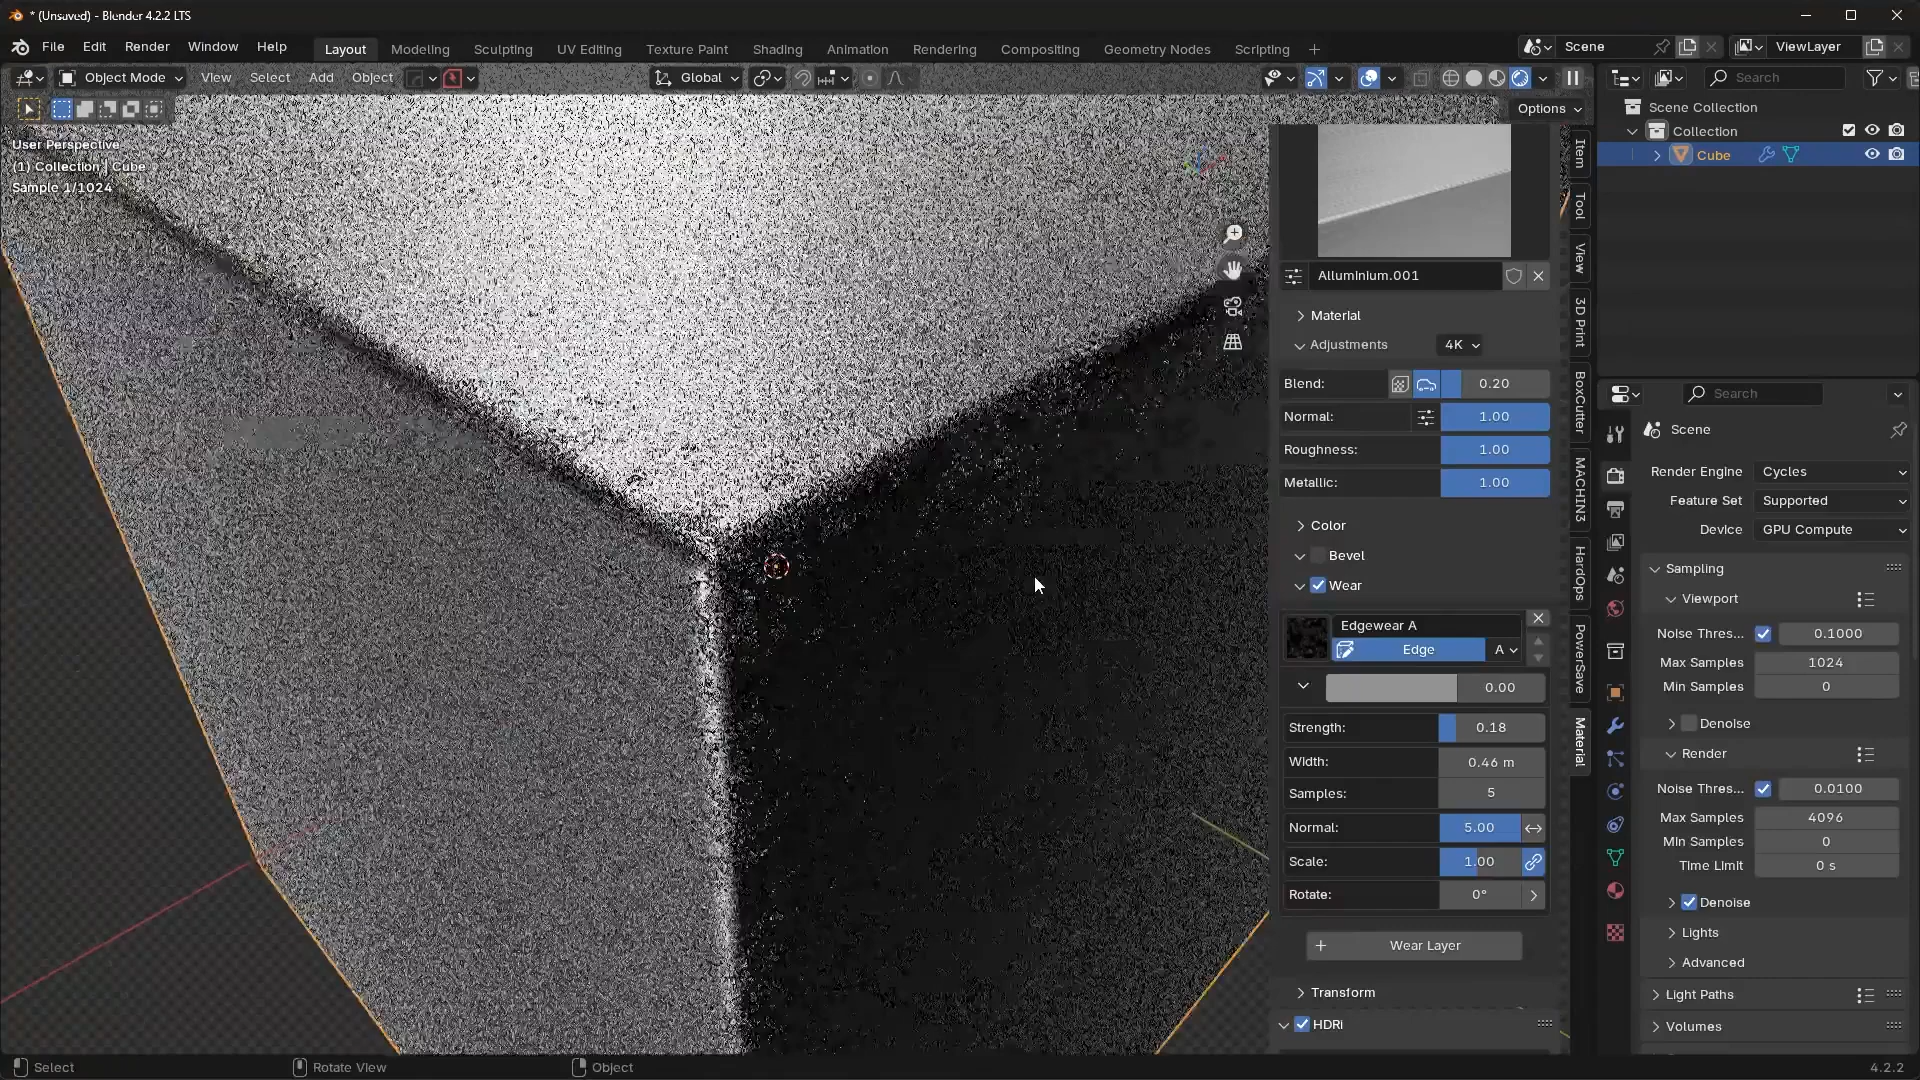 * (Unsaved) - Blender 4.2.2 LTS
File Edit Render Window Help
Layout Modeling Sculpting UV Editing Texture Paint Shading Animation Rendering Compositing Geometry Nodes Scripting +
Scene
ViewLayer
Object Mode
View Select Add Object
Global
Search
Options
User Perspective
(1) Collection | Cube
Sample 1/1024
Scene Collection
Collection
Cube
Item
Tool
View
3D Print
BoxCutter
MACHIN3
HardOps
PowerSave
Material
Alluminium.001
Material
Adjustments 4K
Blend: 0.20
Normal: 1.00
Roughness: 1.00
Metallic: 1.00
Color
Bevel
Wear
Edgewear A
Edge A
0.00
Strength: 0.18
Width: 0.46 m
Samples: 5
Normal: 5.00
Scale: 1.00
Rotate: 0°
+ Wear Layer
Transform
HDRi
Search
Scene
Render Engine Cycles
Feature Set Supported
Device GPU Compute
Sampling
Viewport
Noise Thres... 0.1000
Max Samples 1024
Min Samples 0
Denoise
Render
Noise Thres... 0.0100
Max Samples 4096
Min Samples 0
Time Limit 0 s
Denoise
Lights
Advanced
Light Paths
Volumes
Select
Rotate View
Object
4.2.2